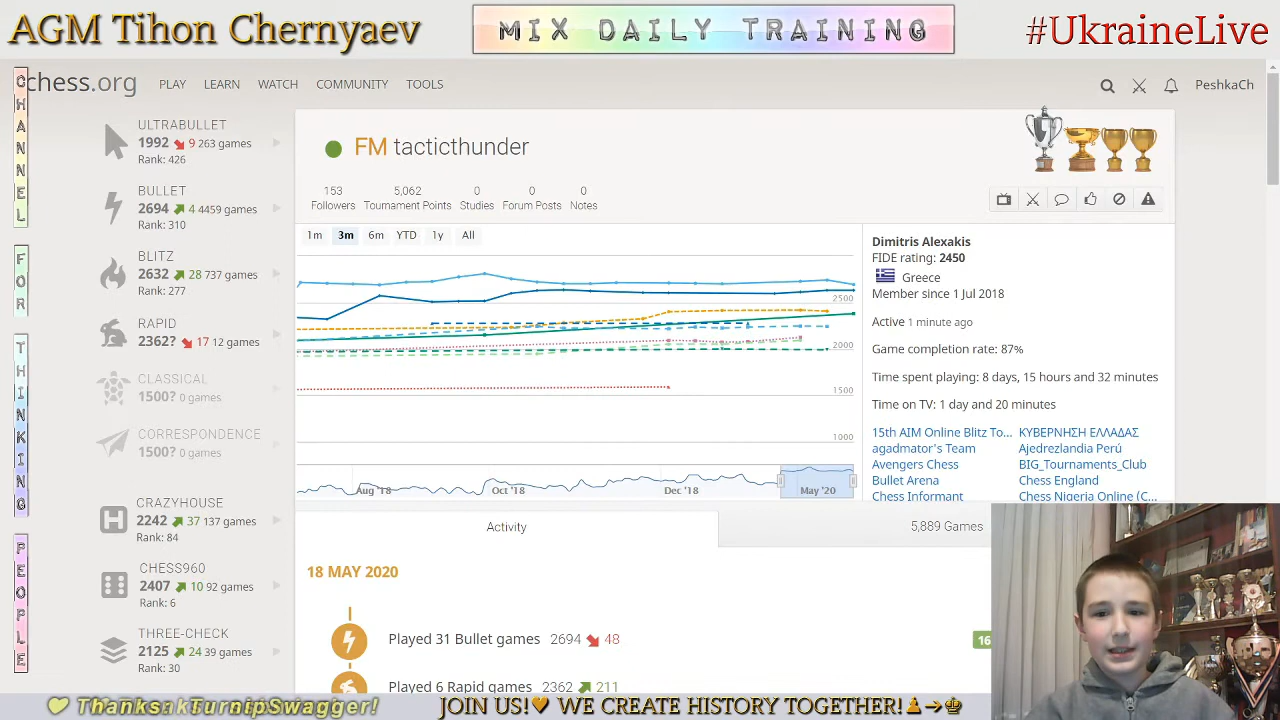 AGM Tihon Chernyaev
MIX DAILY TRAINING
#UkraineLive
chess.org
PLAY LEARN WATCH COMMUNITY TOOLS
PeshkaCh
CHANNEL
FOR
THINKING
PEOPLE
ULTRABULLET
1992 9 263 games
Rank: 426
BULLET
2694 4 4459 games
Rank: 310
BLITZ
2632 28 737 games
Rank: 277
RAPID
2362? 17 12 games
CLASSICAL
1500? 0 games
CORRESPONDENCE
1500? 0 games
CRAZYHOUSE
2242 37 137 games
Rank: 84
CHESS960
2407 10 92 games
Rank: 6
THREE-CHECK
2125 24 39 games
Rank: 30
FM tacticthunder
153 5,062 0 0 0
Followers Tournament Points Studies Forum Posts Notes
1m 3m 6m YTD 1y All
2500
2000
1500
1000
Aug '18 Oct '18 Dec '18 May '20
Dimitris Alexakis
FIDE rating: 2450
Greece
Member since 1 Jul 2018
Active 1 minute ago
Game completion rate: 87%
Time spent playing: 8 days, 15 hours and 32 minutes
Time on TV: 1 day and 20 minutes
15th AIM Online Blitz To... ΚΥΒΕΡΝΗΣΗ ΕΛΛΑΔΑΣ
agadmator's Team Ajedrezlandia Perú
Avengers Chess BIG_Tournaments_Club
Bullet Arena Chess England
Chess Informant Chess Nigeria Online (C...
Activity 5,889 Games
18 MAY 2020
Played 31 Bullet games 2694 48
16
Played 6 Rapid games 2362 211
TurnipSwagger!
JOIN US! WE CREATE HISTORY TOGETHER!